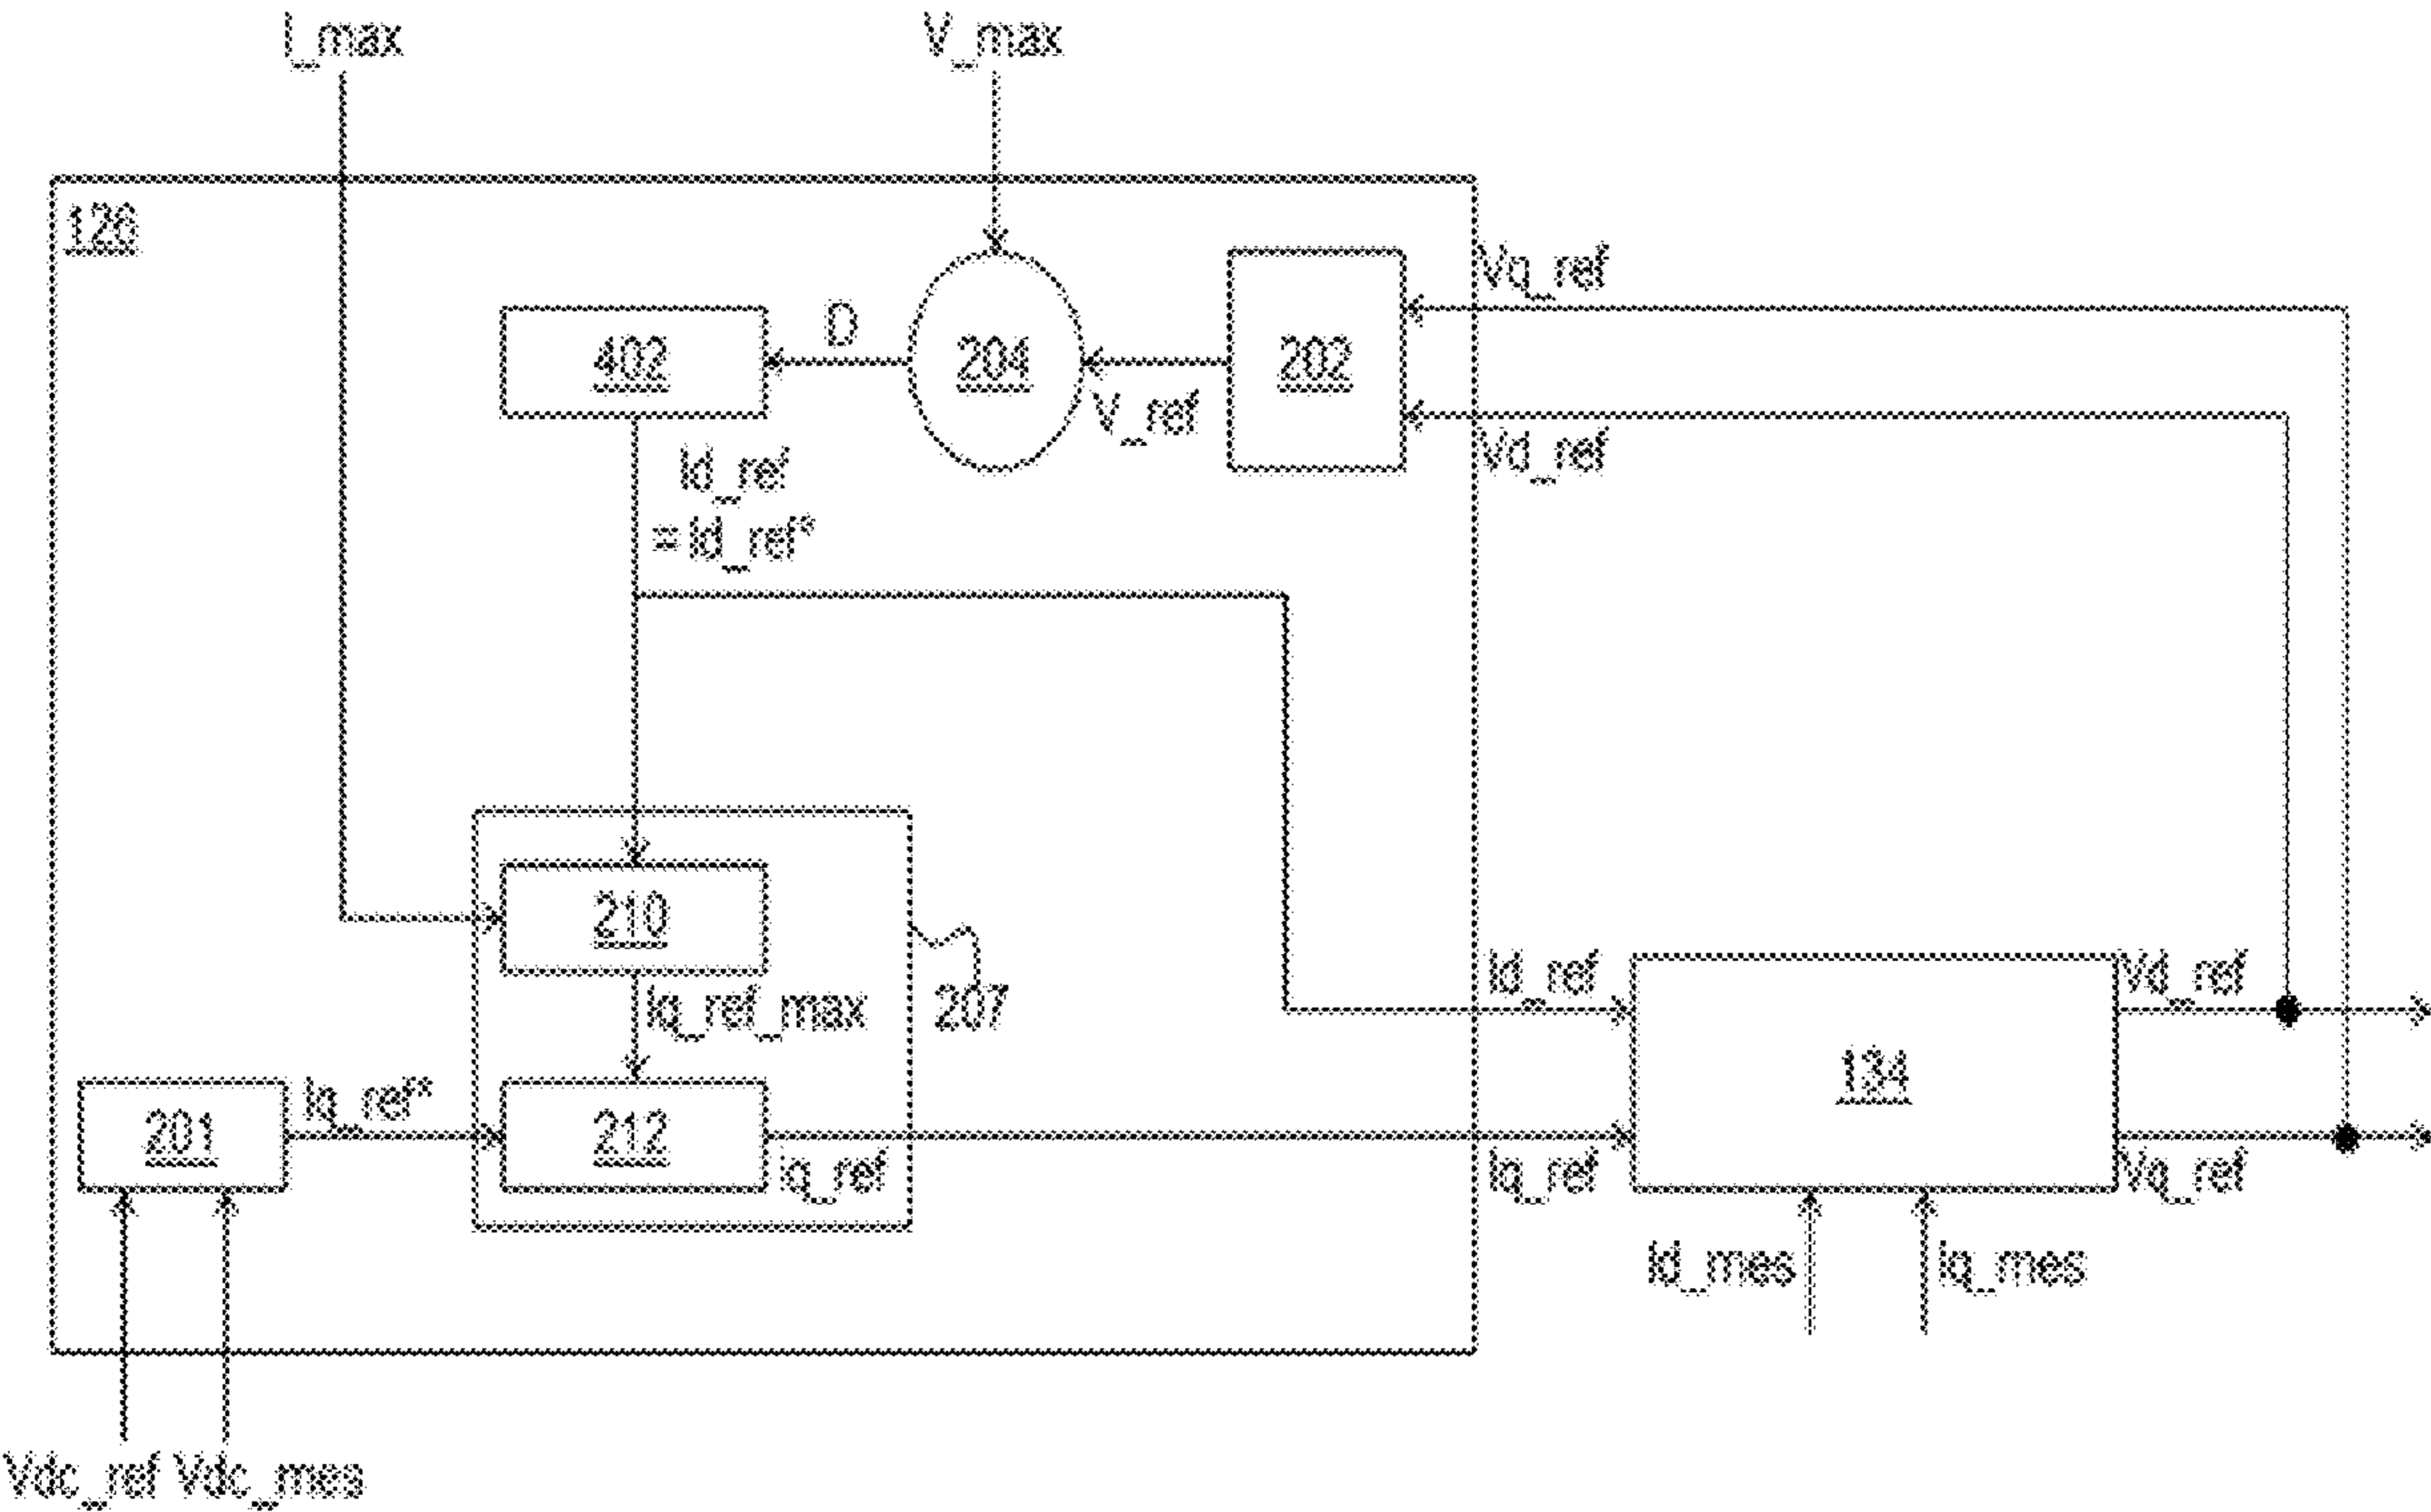 I_max
V_max
126
Vq_ref
402
D
204
V_ref
202
Vd_ref
Id_ref
= Id_ref*
210
Iq_ref_max
207
Id_ref
134
Vd_ref
201
Iq_ref*
212
Iq_ref
Iq_ref
Vq_ref
Id_mes
Iq_mes
Vdc_ref
Vdc_mes